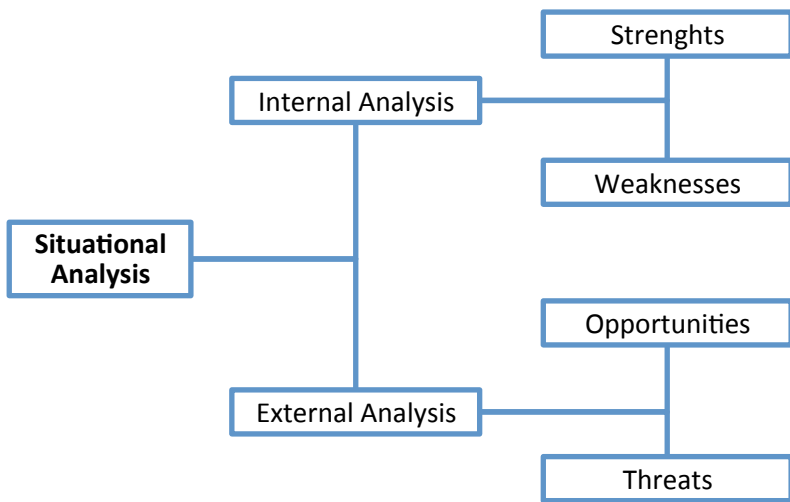 Strenghts
Internal Analysis
Weaknesses
Situational
Analysis
Opportunities
External Analysis
Threats